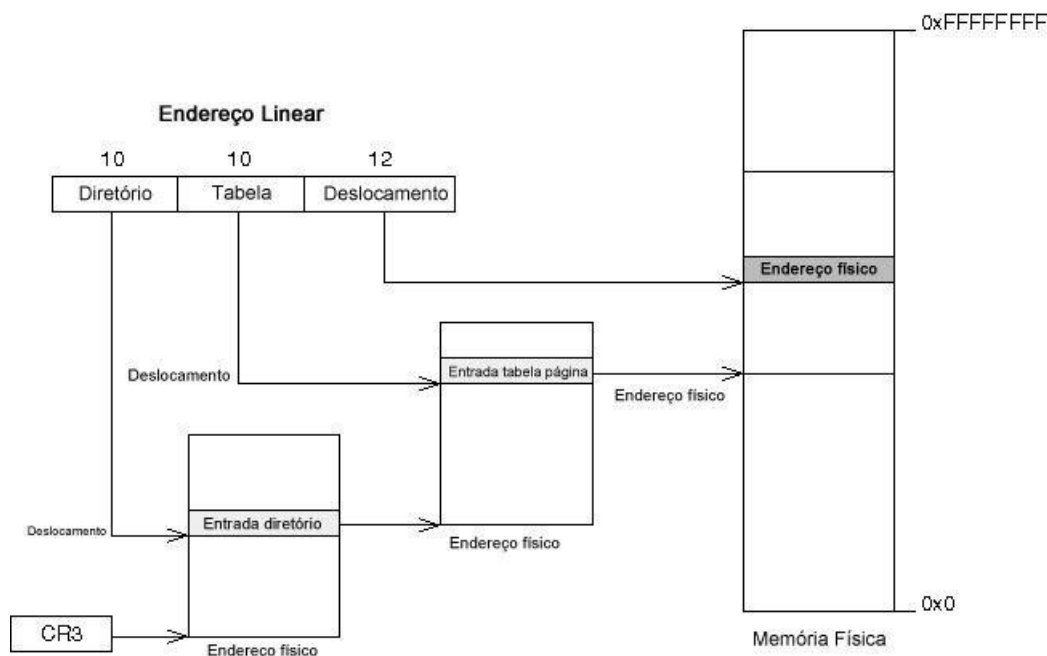 0xFFFFFFFF
Endereço Linear
10 10 12
Diretório Tabela Deslocamento
Endereço físico
Deslocamento
Entrada tabela página
Endereço físico
Deslocamento
Entrada diretório
Endereço físico
0x0
CR3
Endereço físico
Memória Física